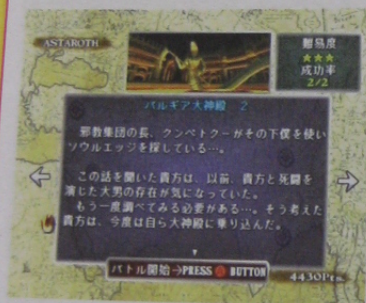 ASTAROTH
難易度
★★★
成功率
2/2
パルギア大神殿 2
邪教集団の長、クンペトクーがその下僕を使い
ソウルエッジを探している…。
この話を聞いた貴方は、以前、貴方と死闘を
演じた大男の存在が気になっていた。
もう一度調べてみる必要がある…。そう考えた
貴方は、今度は自ら大神殿に乗り込んだ。
バトル開始→PRESS BUTTON
4430Pts.